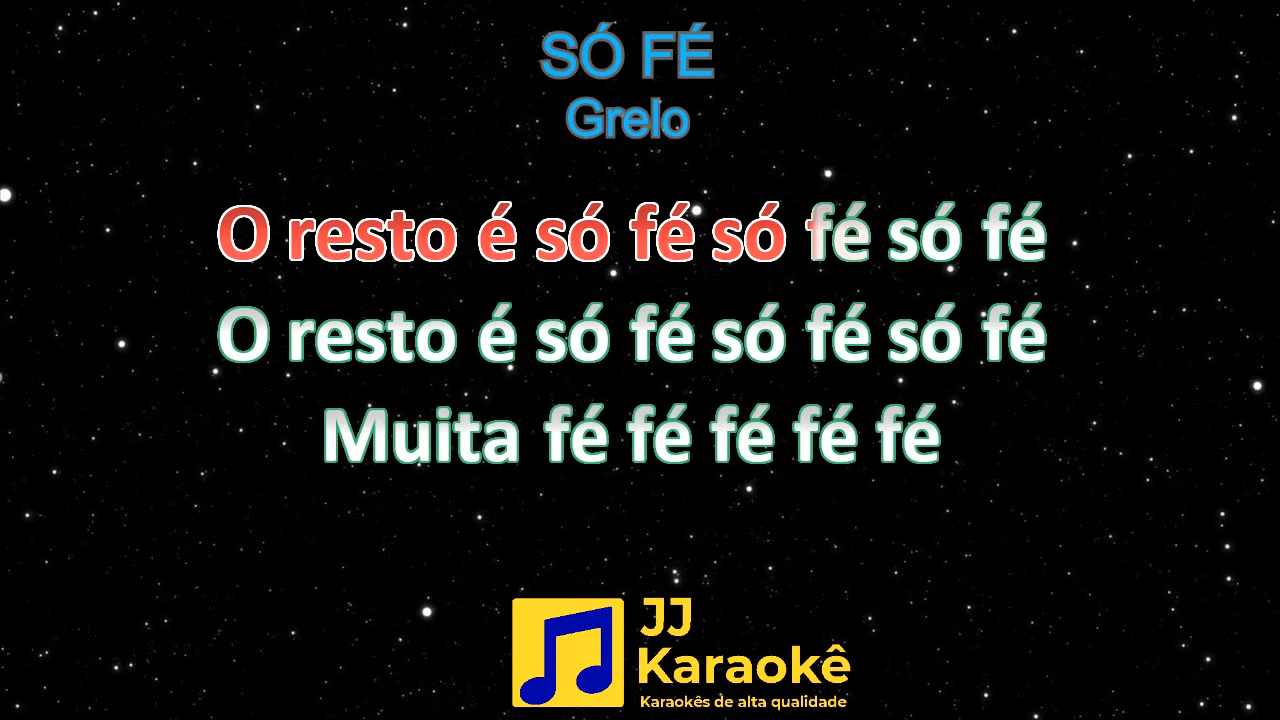 SÓ FÉ
Grelo
O resto é só fé só fé só fé
O resto é só fé só fé só fé
Muita fé fé fé fé fé
JJ
Karaokê
Karaokês de alta qualidade